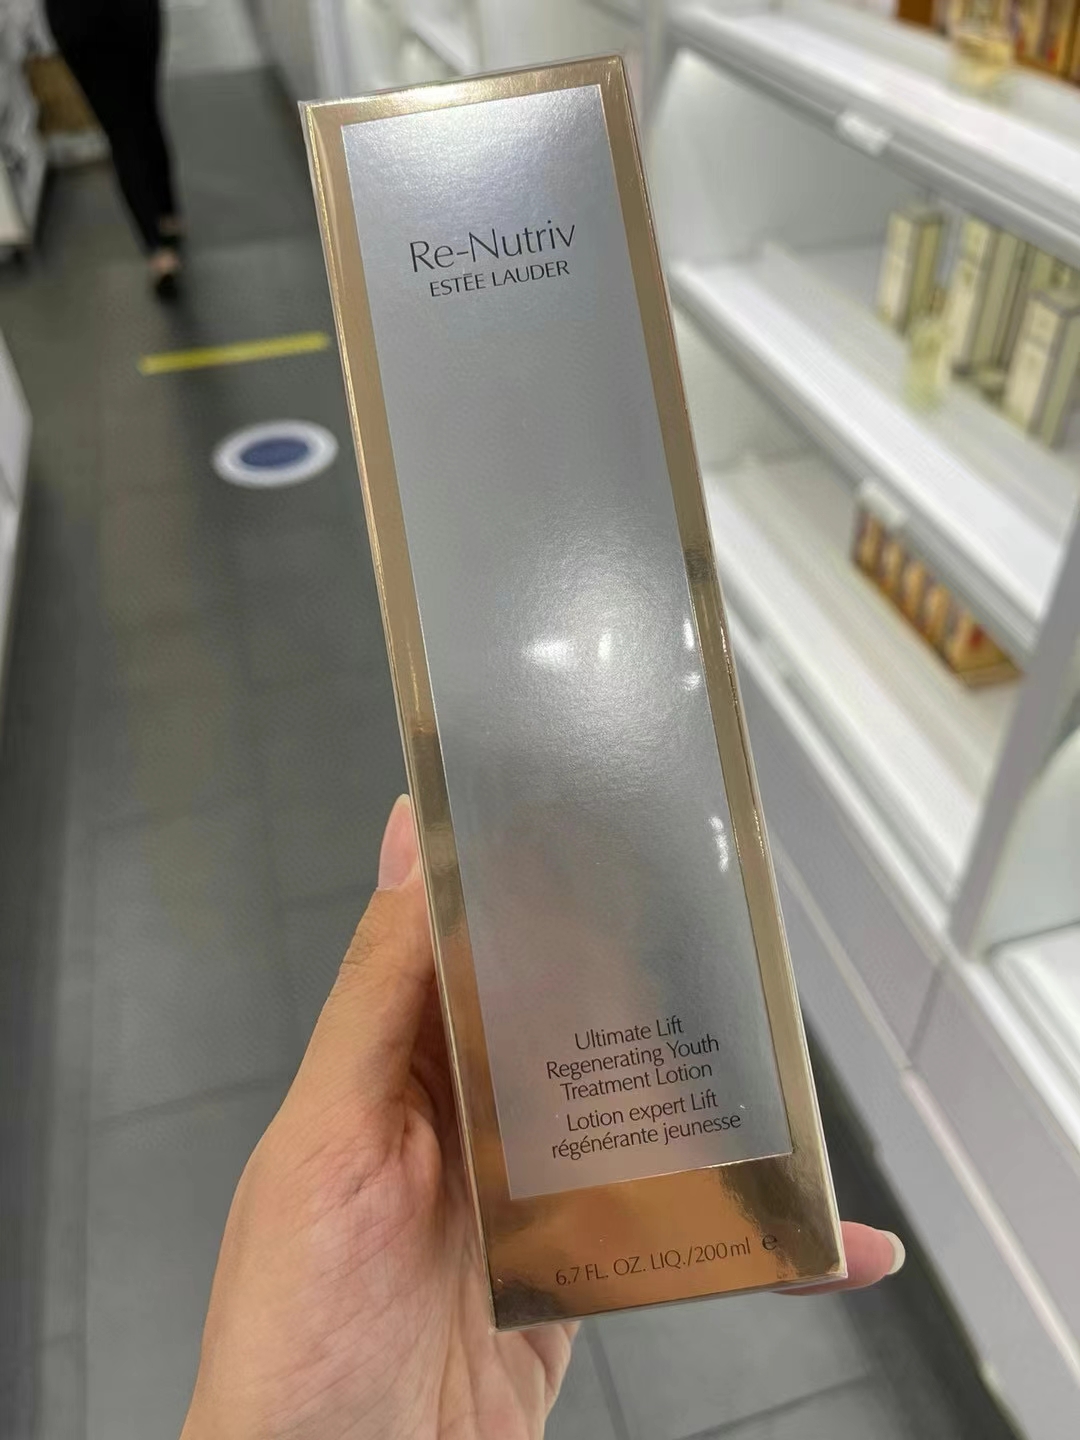 Re-Nutriv
ESTĒE LAUDER
Ultimate Lift
Regenerating Youth
Treatment Lotion
Lotion expert Lift
régénérante jeunesse
6.7 FL. OZ. LIQ./200 ml ℮